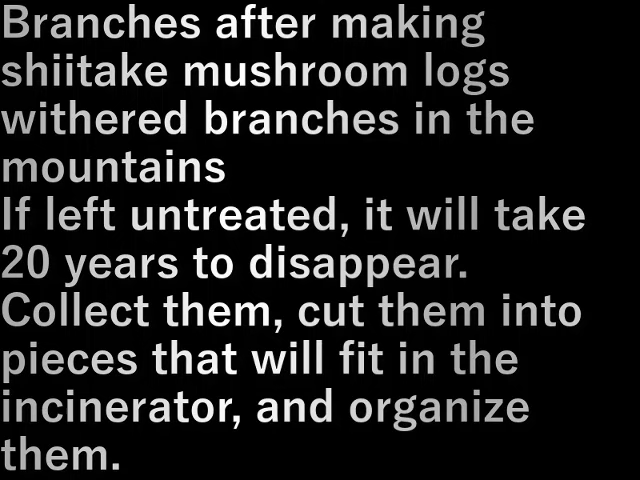 Branches after making
shiitake mushroom logs
withered branches in the
mountains
If left untreated, it will take
20 years to disappear.
Collect them, cut them into
pieces that will fit in the
incinerator, and organize
them.